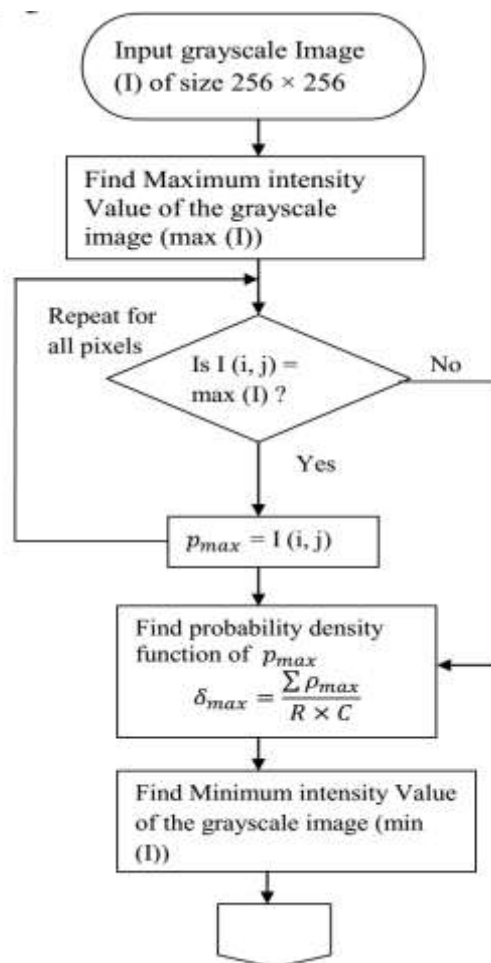 Input grayscale Image
(I) of size 256 × 256
Find Maximum intensity
Value of the grayscale
image (max (I))
Repeat for
all pixels
Is I (i, j) =
max (I) ?
No
Yes
p_max = I (i, j)
Find probability density
function of p_max
δ_max = ∑ ρ_max / R × C
Find Minimum intensity Value
of the grayscale image (min
(I))